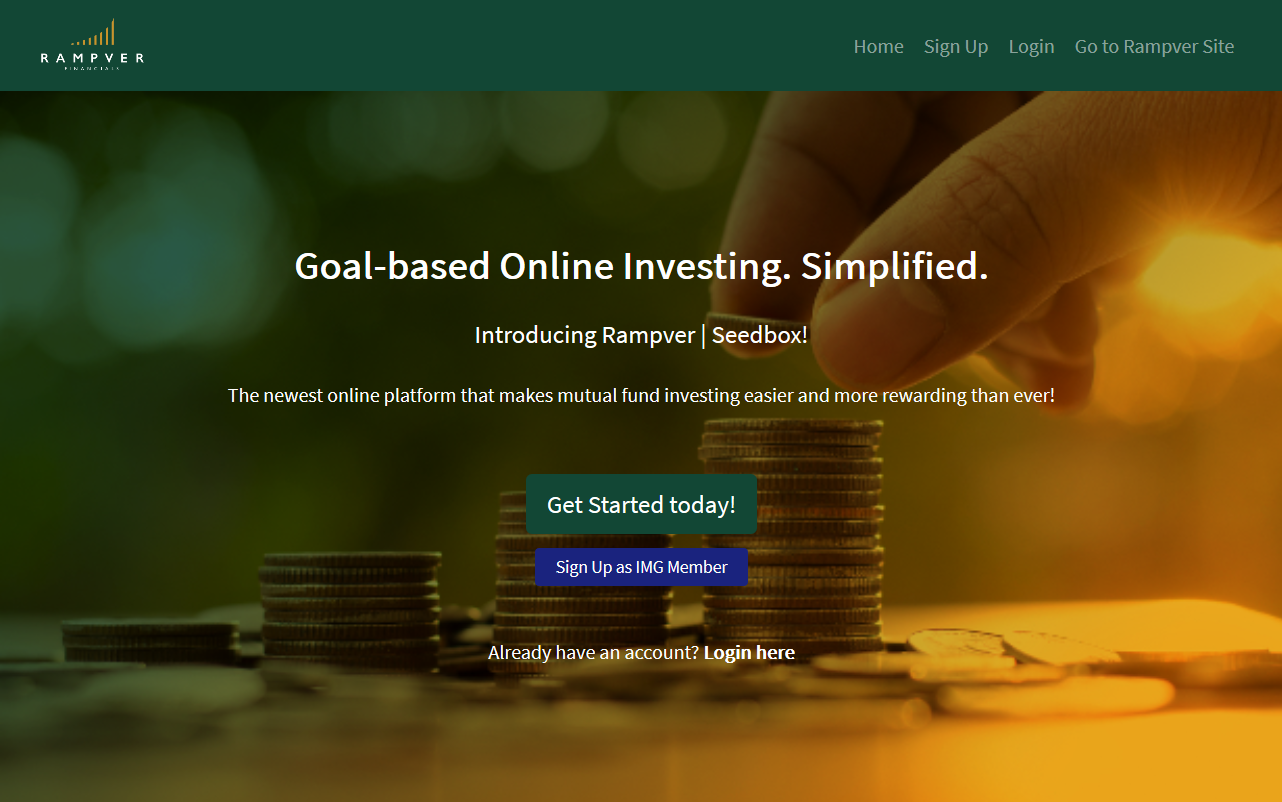 RAMPVER
FINANCIALS
Home Sign Up Login Go to Rampver Site
Goal-based Online Investing. Simplified.
Introducing Rampver | Seedbox!
The newest online platform that makes mutual fund investing easier and more rewarding than ever!
Get Started today!
Sign Up as IMG Member
Already have an account? Login here